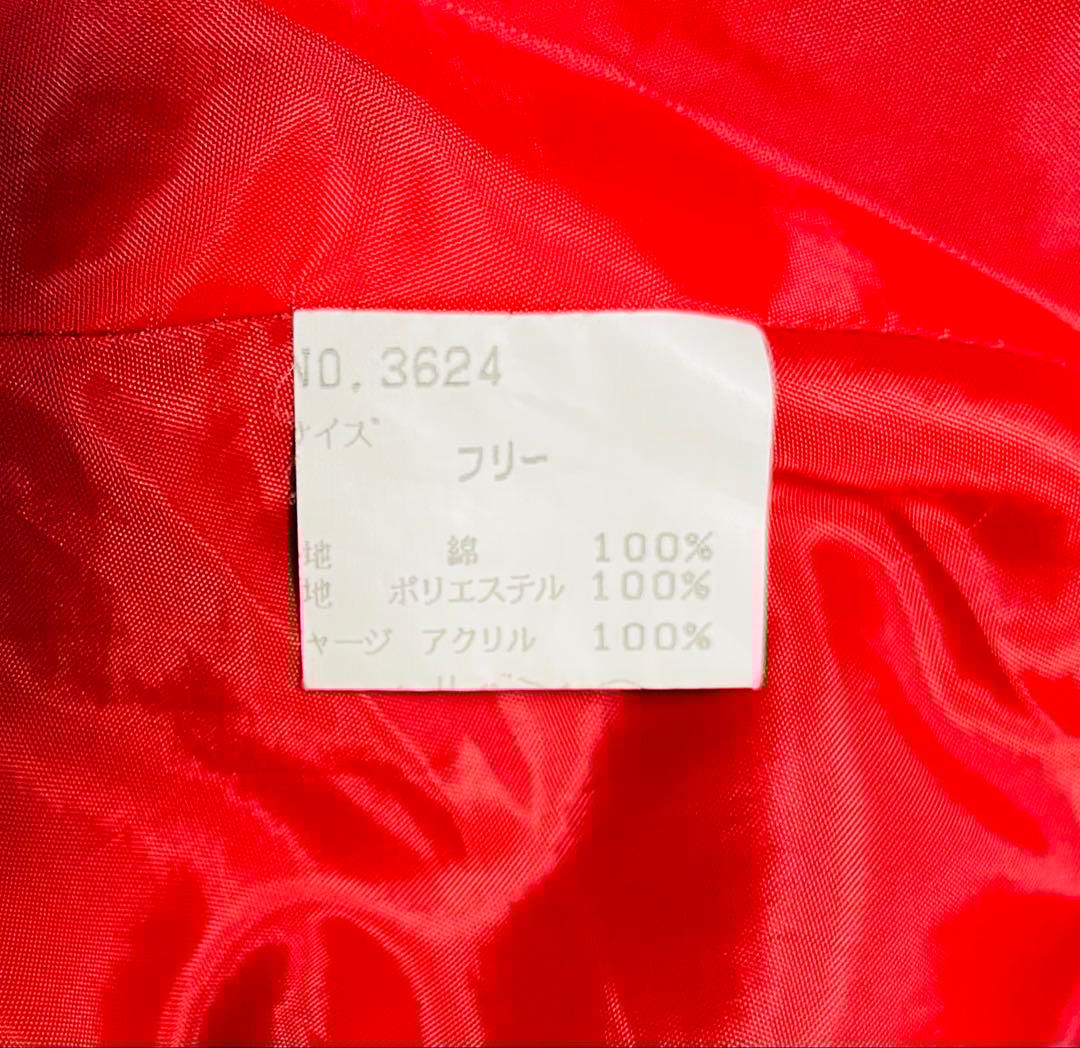 NO. 3624
サイズ
フリー
地 綿 100%
地 ポリエステル 100%
ャージ アクリル 100%